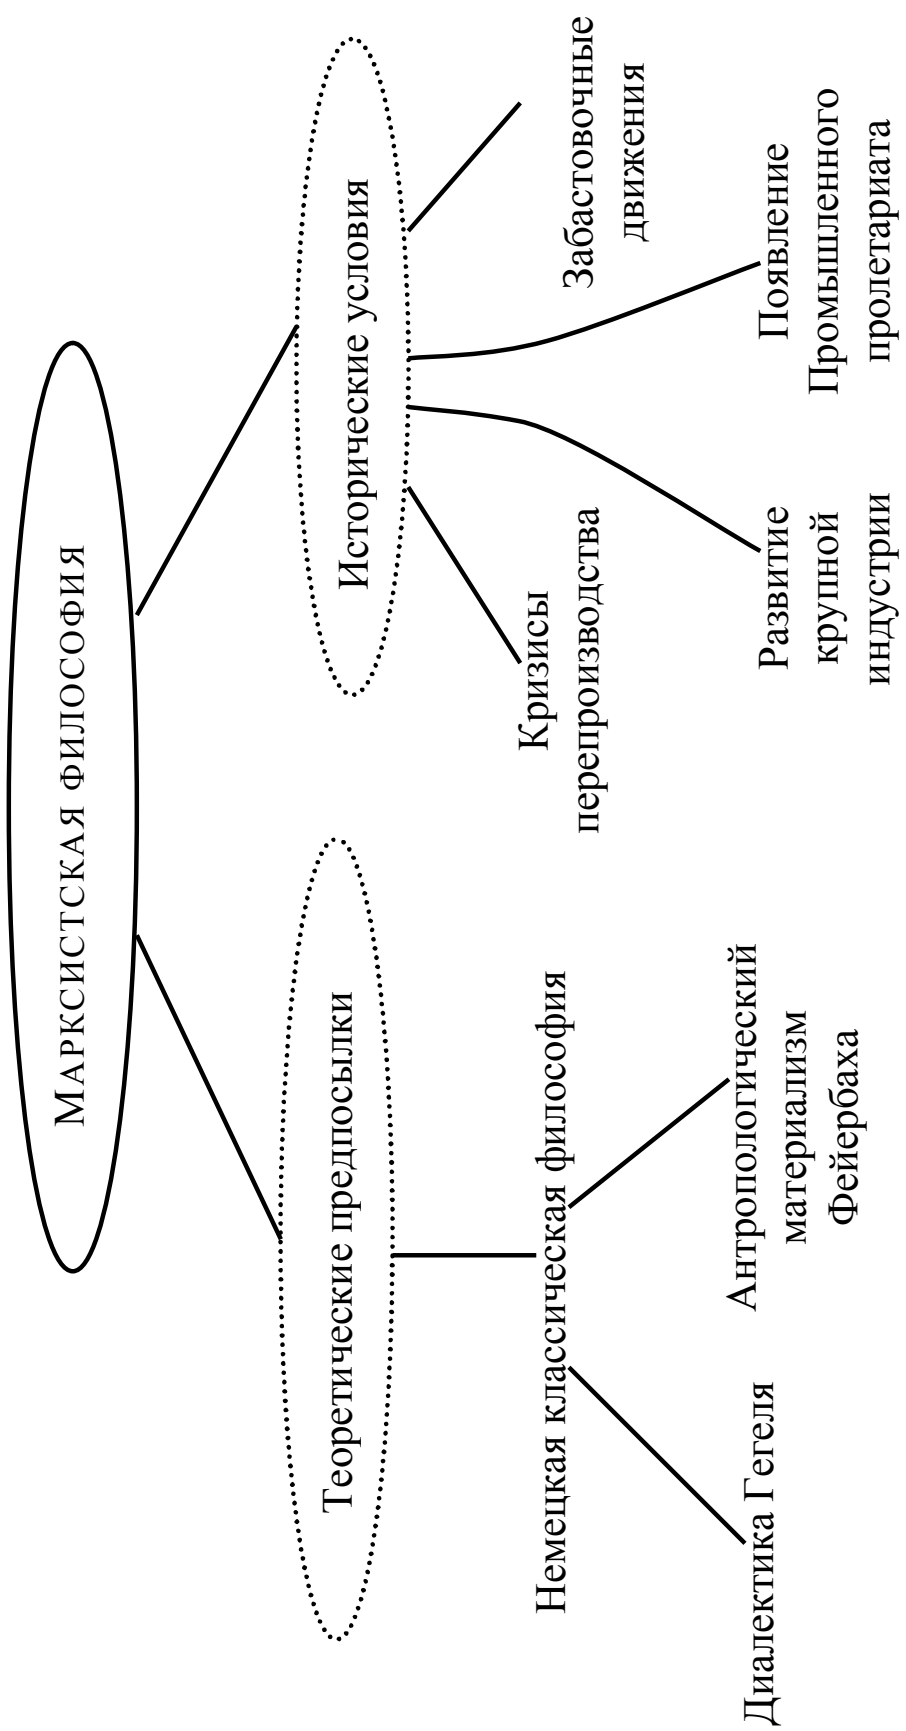 МАРКСИСТСКАЯ ФИЛОСОФИЯ
Теоретические предпосылки
Исторические условия
Немецкая классическая философия
Диалектика Гегеля
Антропологический
материализм
Фейербаха
Кризисы
перепроизводства
Развитие
крупной
индустрии
Появление
Промышленного
пролетариата
Забастовочные
движения